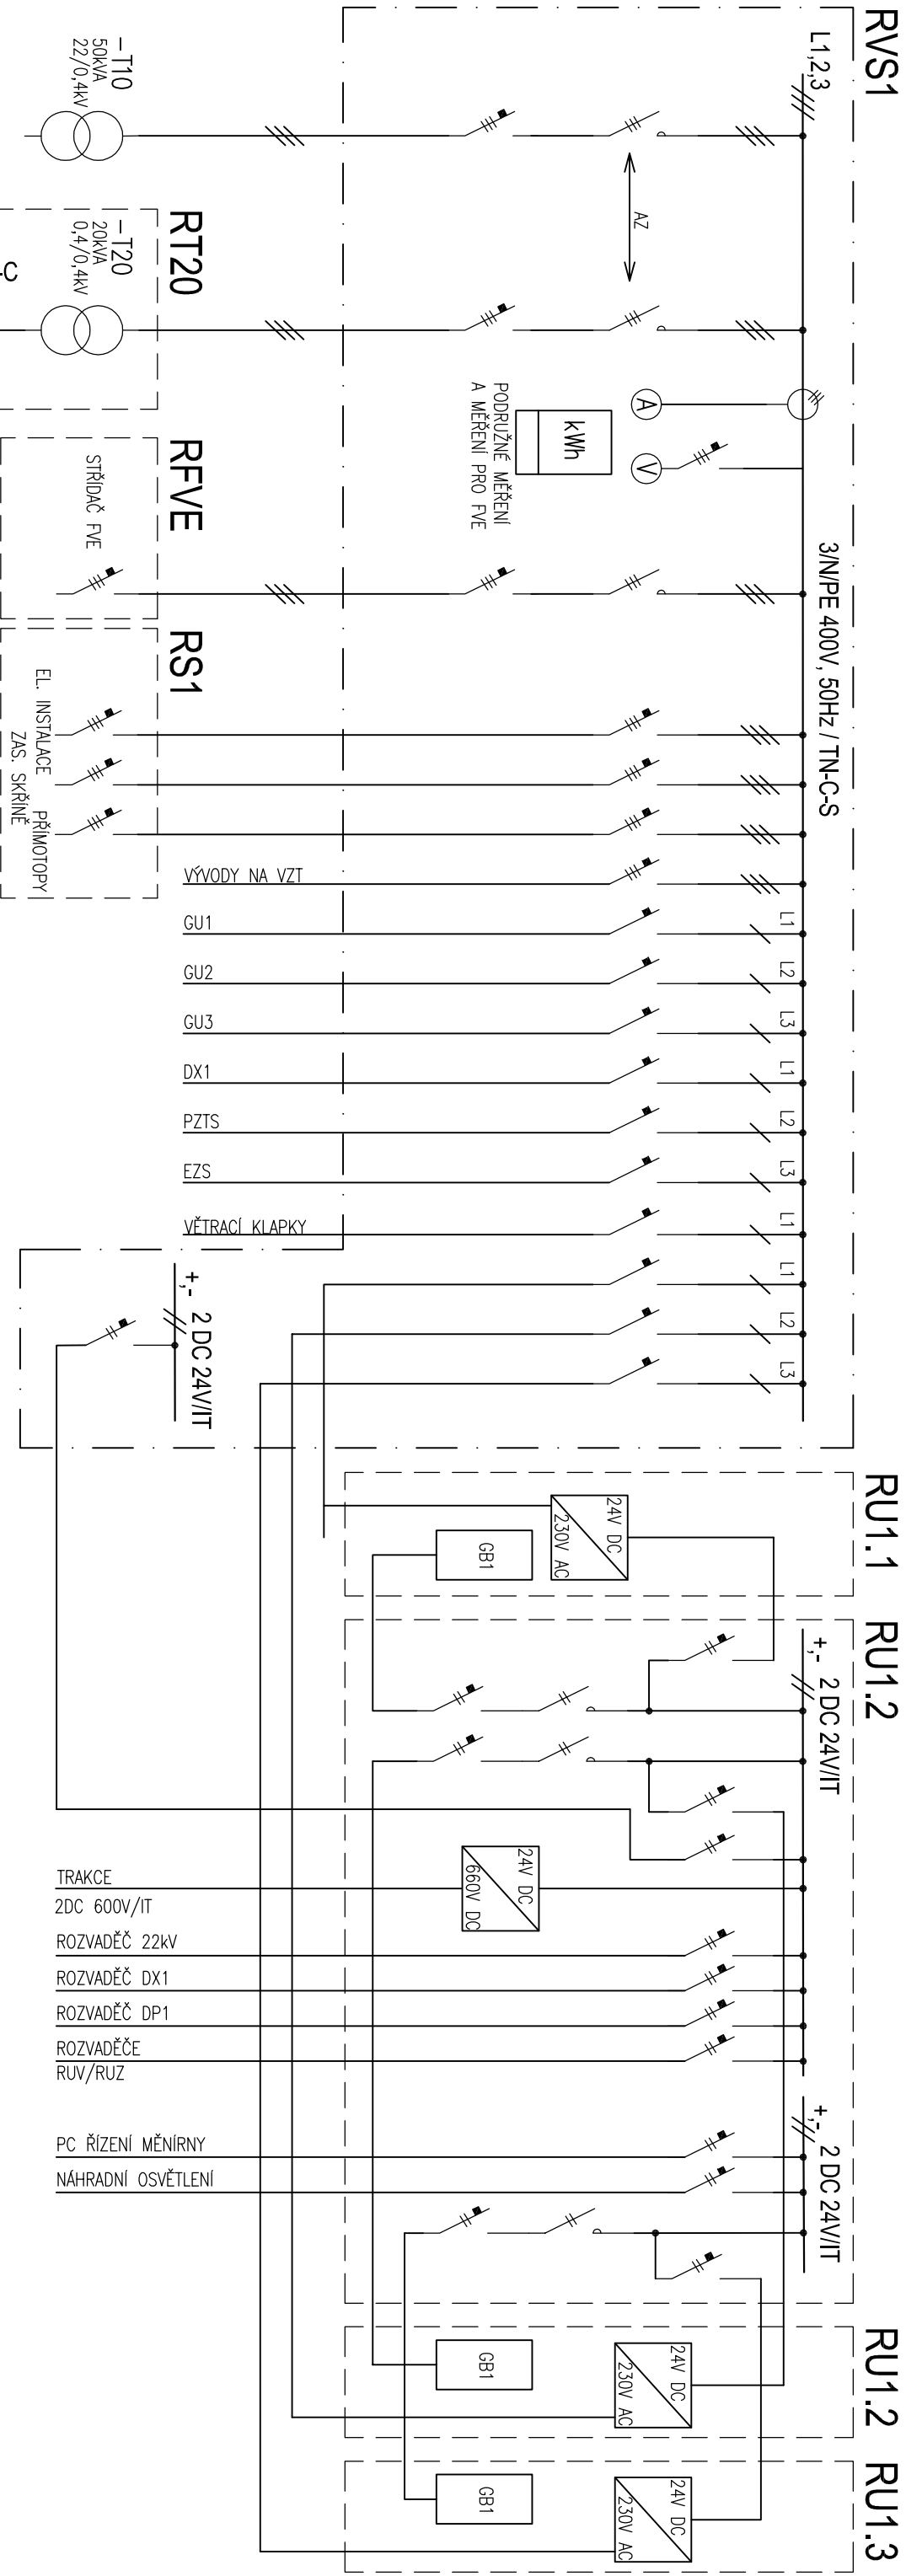 RVS1
L1,2,3
3/N/PE 400V, 50Hz / TN-C-S
AZ
A
V
kWh
PODRUŽNÉ MĚŘENÍ
A MĚŘENÍ PRO FVE
–T10
50kVA
22/0,4kV
RT20
–T20
20kVA
0,4/0,4kV
-C
RFVE
STŘÍDAČ FVE
RS1
EL. INSTALACE
ZAS. SKŘÍNĚ
PŘÍMOTOPY
VÝVODY NA VZT
GU1
L1
GU2
L2
GU3
L3
DX1
L1
PZTS
L2
EZS
L3
VĚTRACÍ KLAPKY
L1
L1
L2
L3
+,- 2 DC 24V/IT
RU1.1
24V DC
230V AC
GB1
RU1.2
+,- 2 DC 24V/IT
24V DC
660V DC
TRAKCE
2DC 600V/IT
ROZVADĚČ 22kV
ROZVADĚČ DX1
ROZVADĚČ DP1
ROZVADĚČE
RUV/RUZ
+,- 2 DC 24V/IT
PC ŘÍZENÍ MĚNÍRNY
NÁHRADNÍ OSVĚTLENÍ
RU1.2
24V DC
230V AC
GB1
RU1.3
24V DC
230V AC
GB1